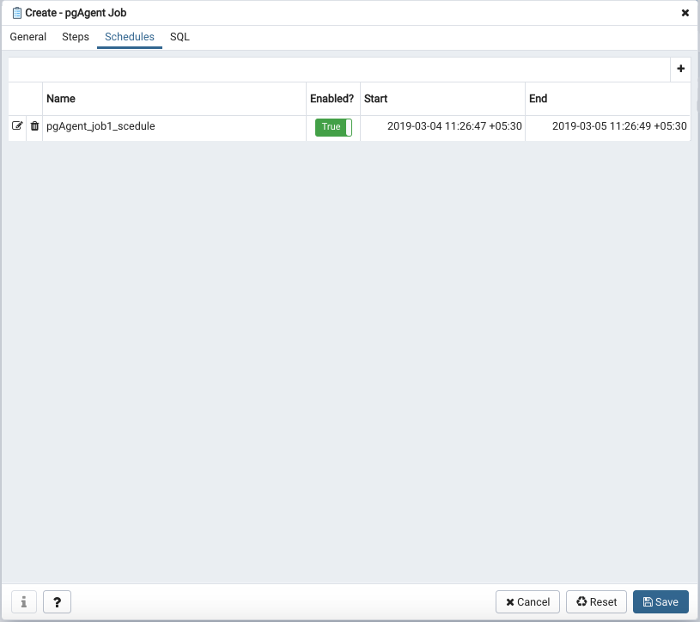 Create - pgAgent Job
General Steps Schedules SQL
Name Enabled? Start End
pgAgent_job1_scedule True 2019-03-04 11:26:47 +05:30 2019-03-05 11:26:49 +05:30
i ? Cancel Reset Save